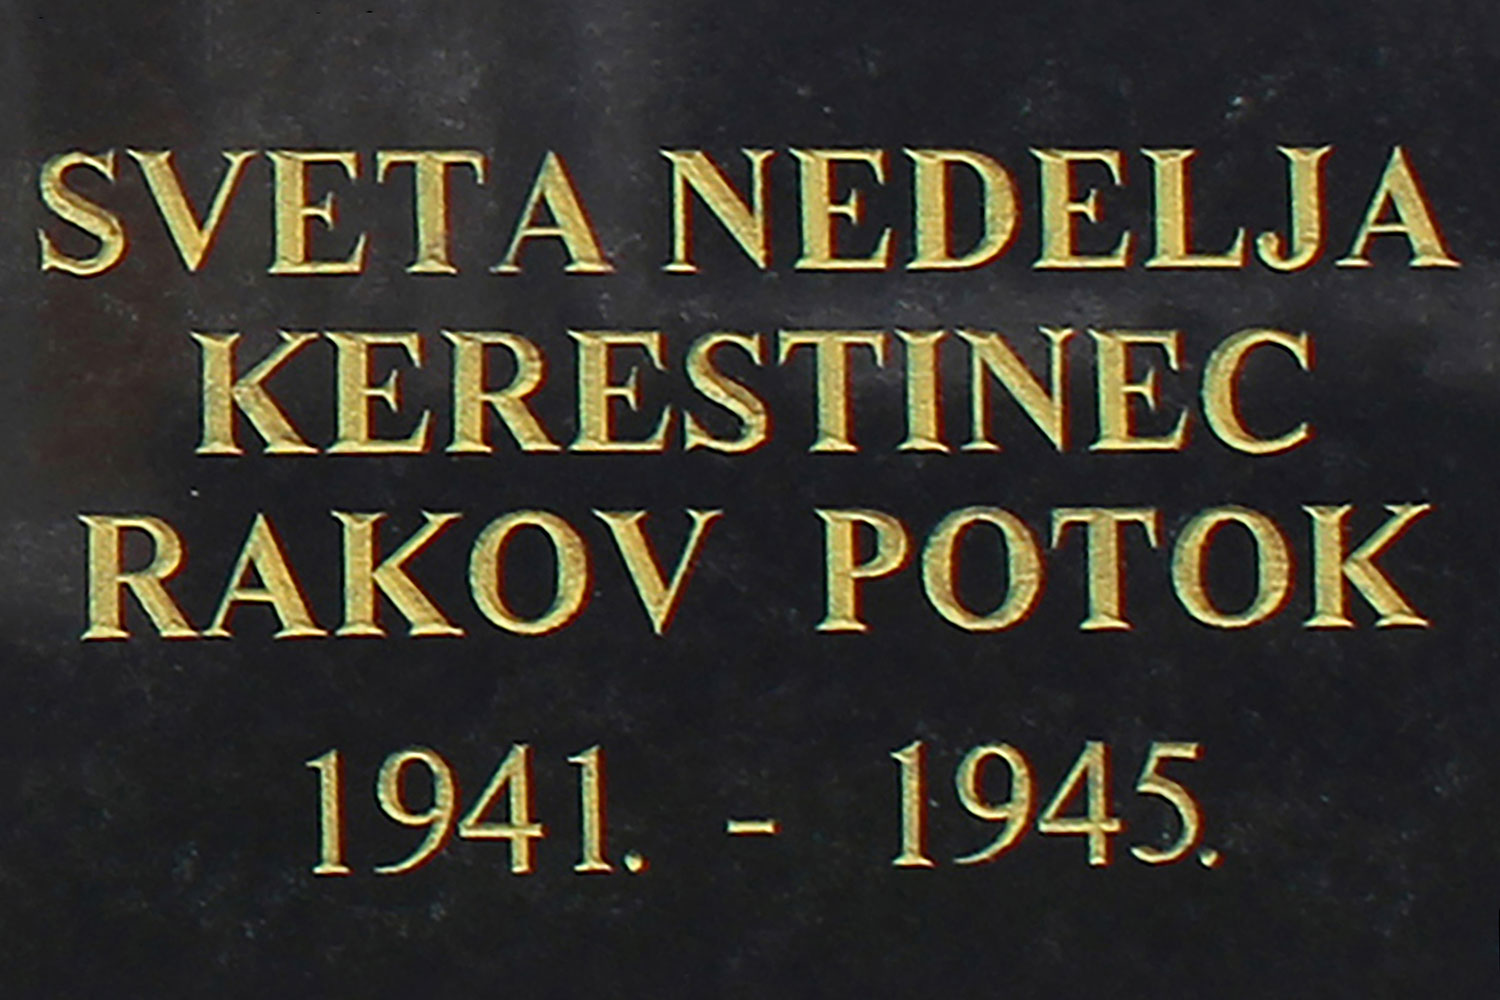 SVETA NEDELJA
KERESTINEC
RAKOV POTOK
1941. - 1945.